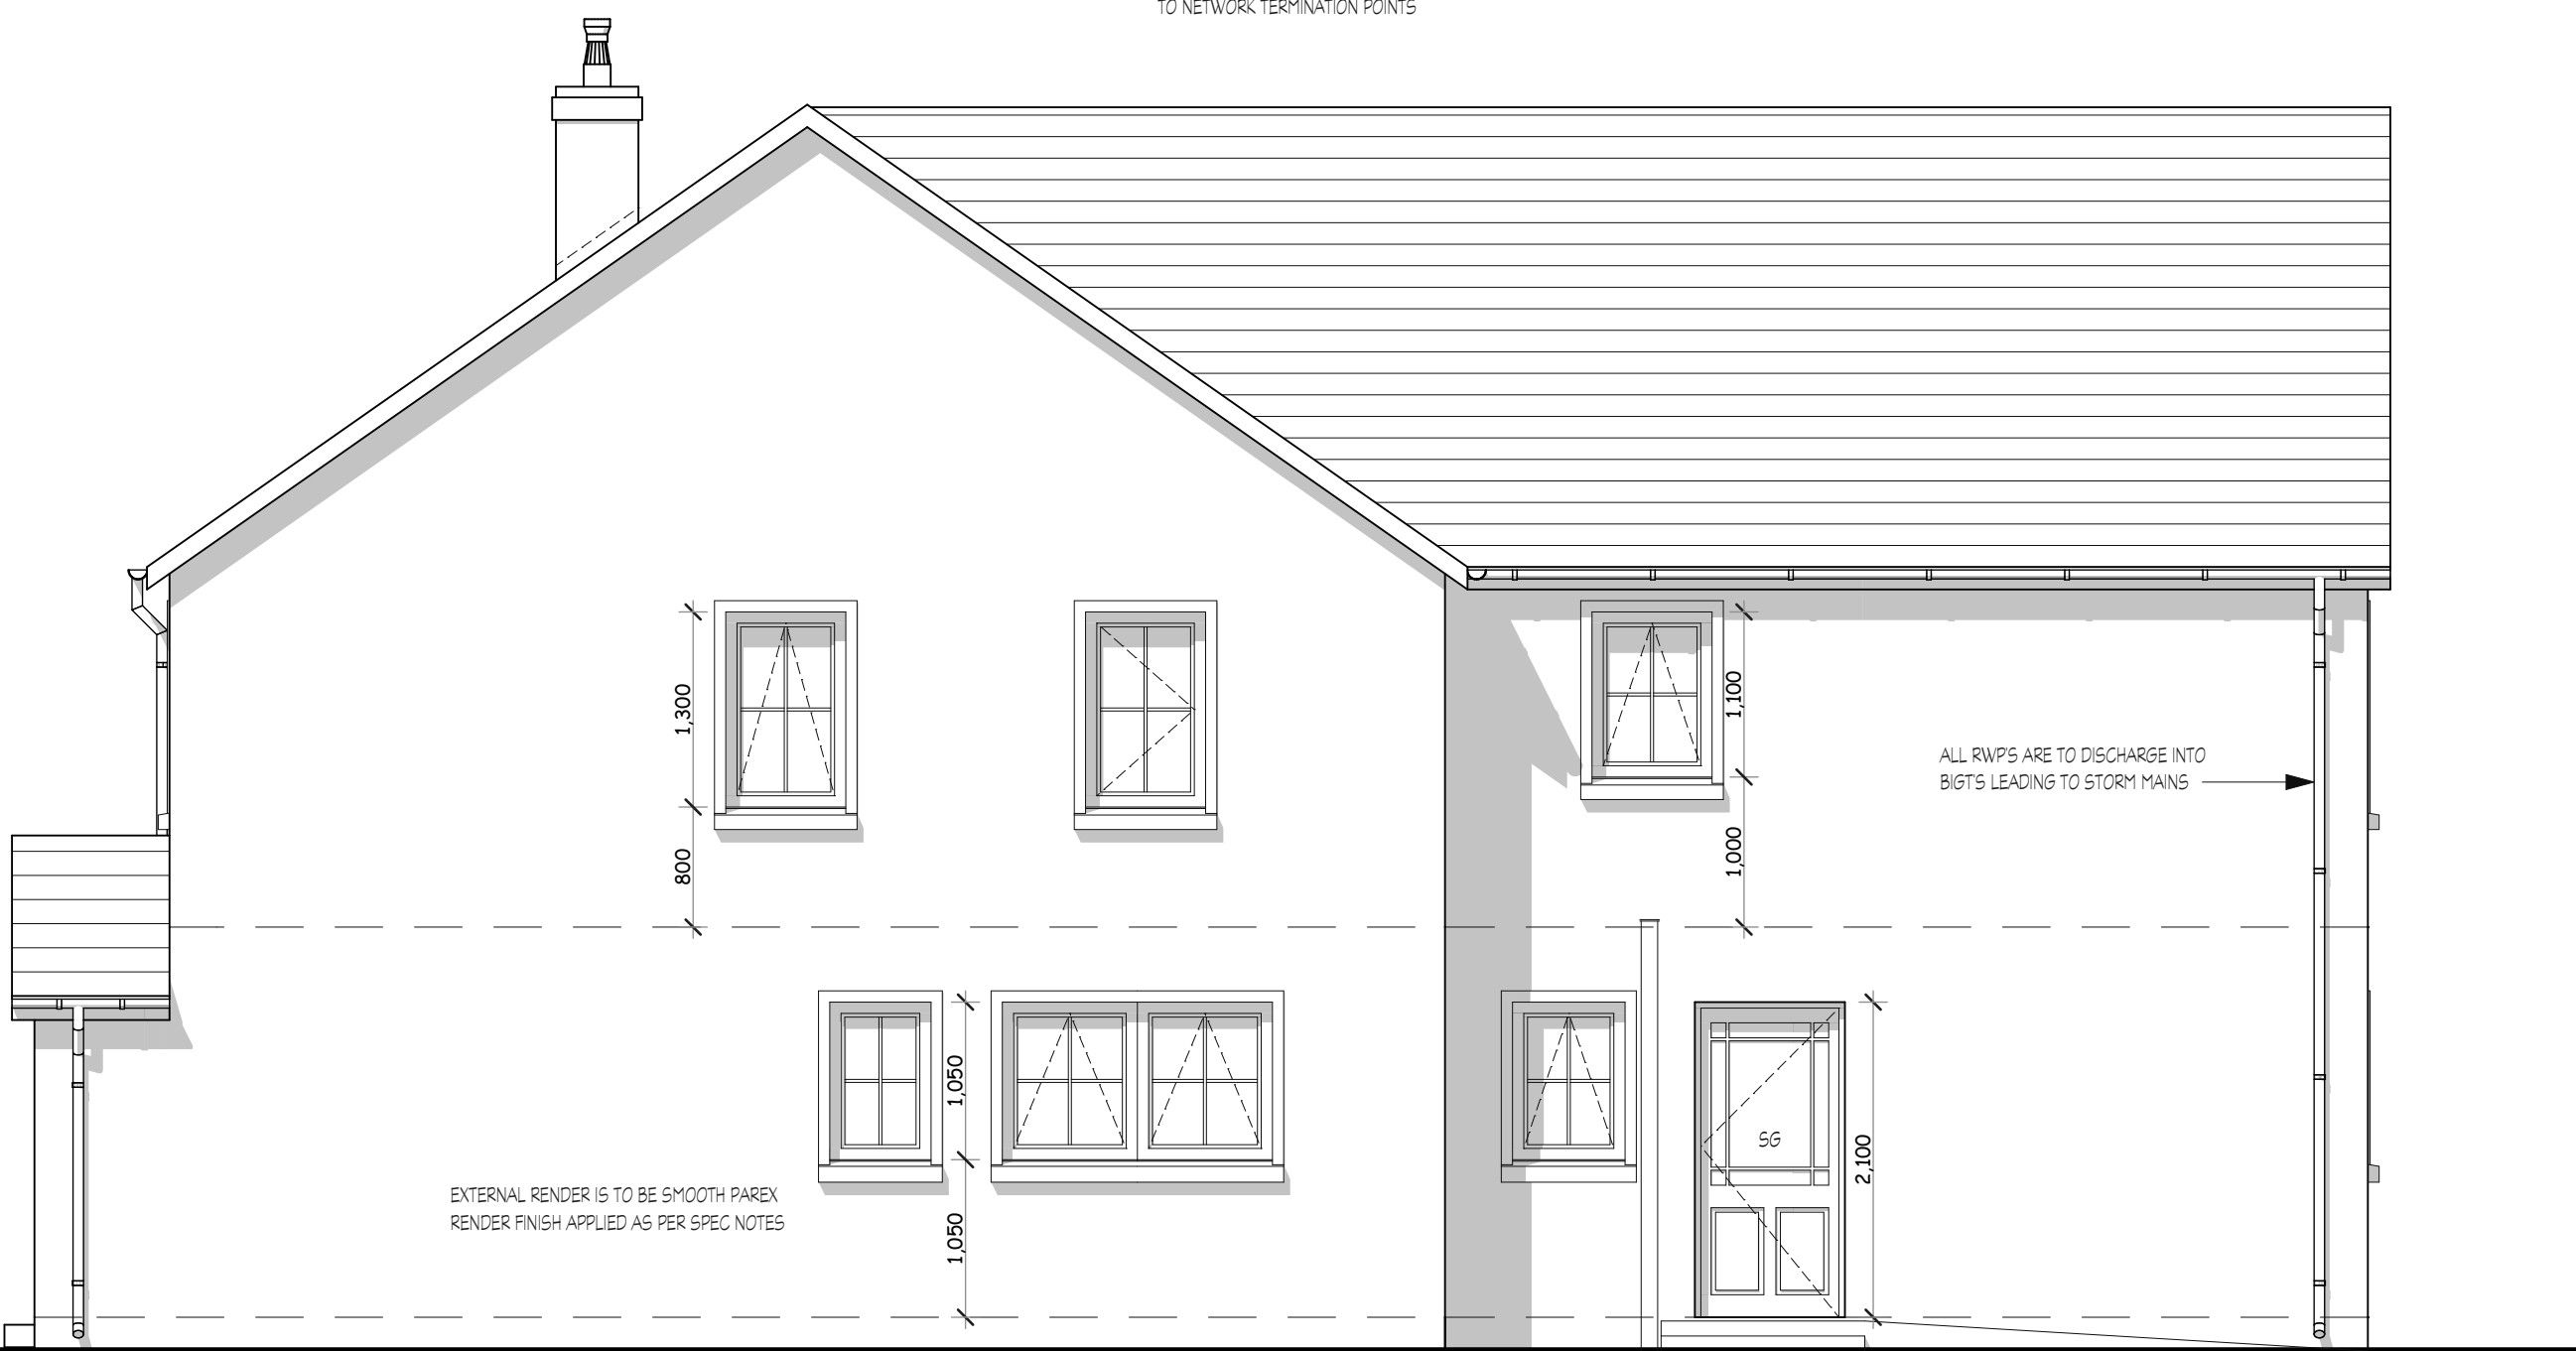 TO NETWORK TERMINATION POINTS
1,300
800
1,100
1,000
ALL RWP'S ARE TO DISCHARGE INTO
BIGT'S LEADING TO STORM MAINS
1,050
1,050
SG
2,100
EXTERNAL RENDER IS TO BE SMOOTH PAREX
RENDER FINISH APPLIED AS PER SPEC NOTES